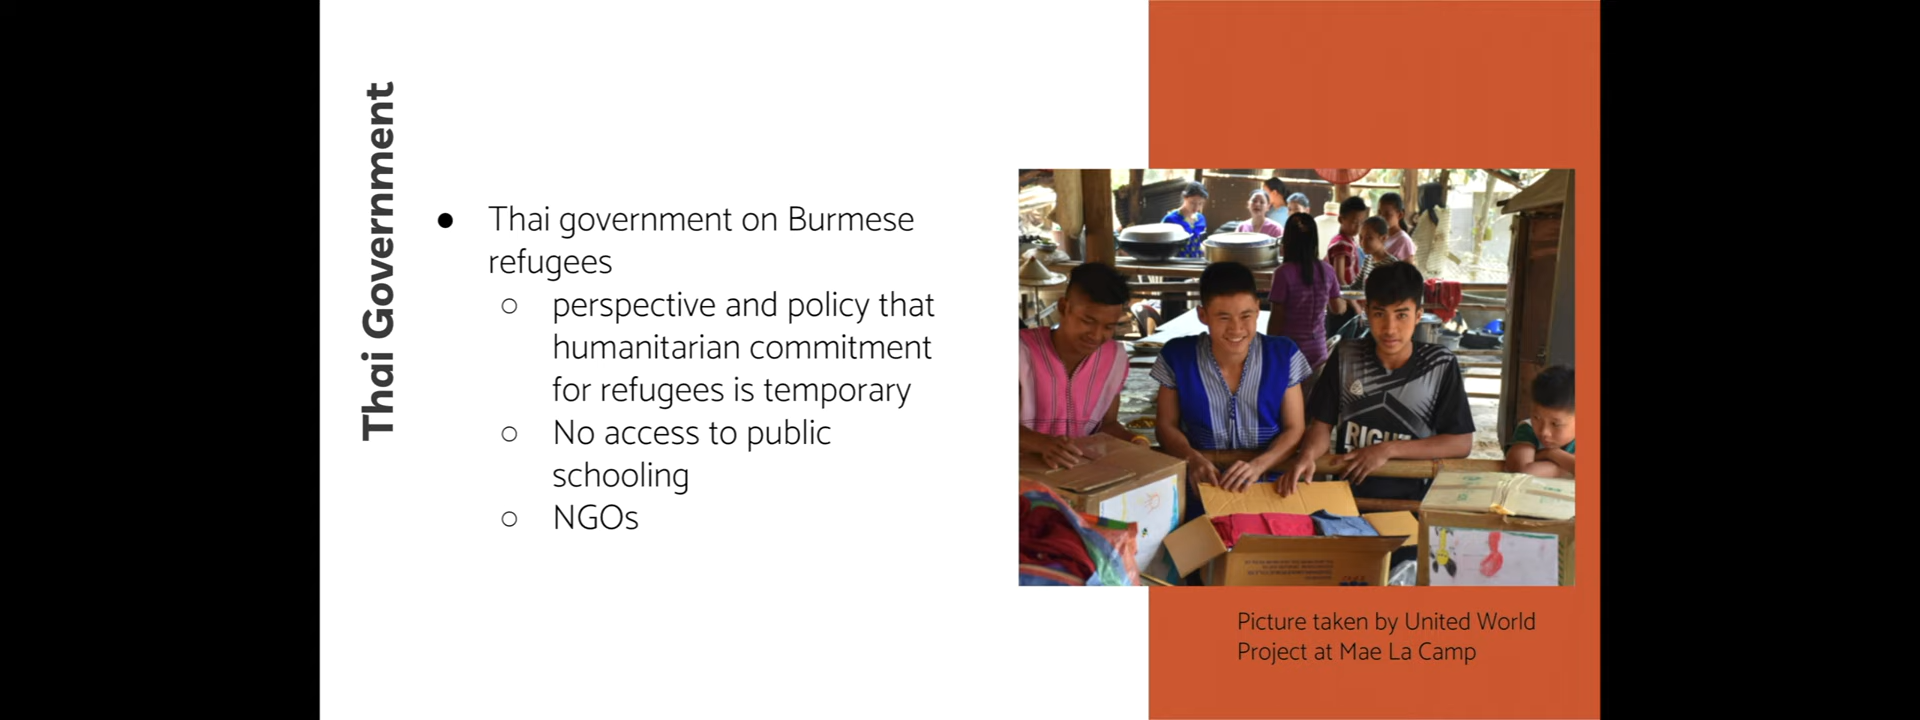 Thai Government
● Thai government on Burmese
refugees
○ perspective and policy that
humanitarian commitment
for refugees is temporary
○ No access to public
schooling
○ NGOs
RIGHT
Picture taken by United World
Project at Mae La Camp